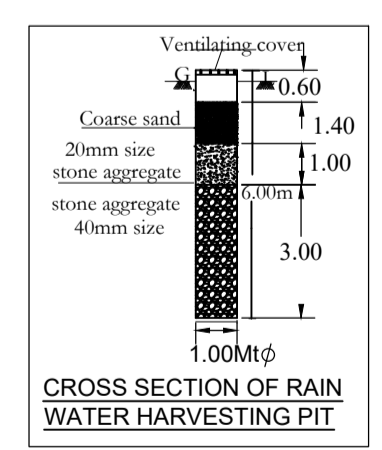 Ventilating cover
G L
0.60
Coarse sand
1.40
20mm size
stone aggregate
1.00
6.00m
stone aggregate
40mm size
3.00
1.00Mtϕ
CROSS SECTION OF RAIN
WATER HARVESTING PIT